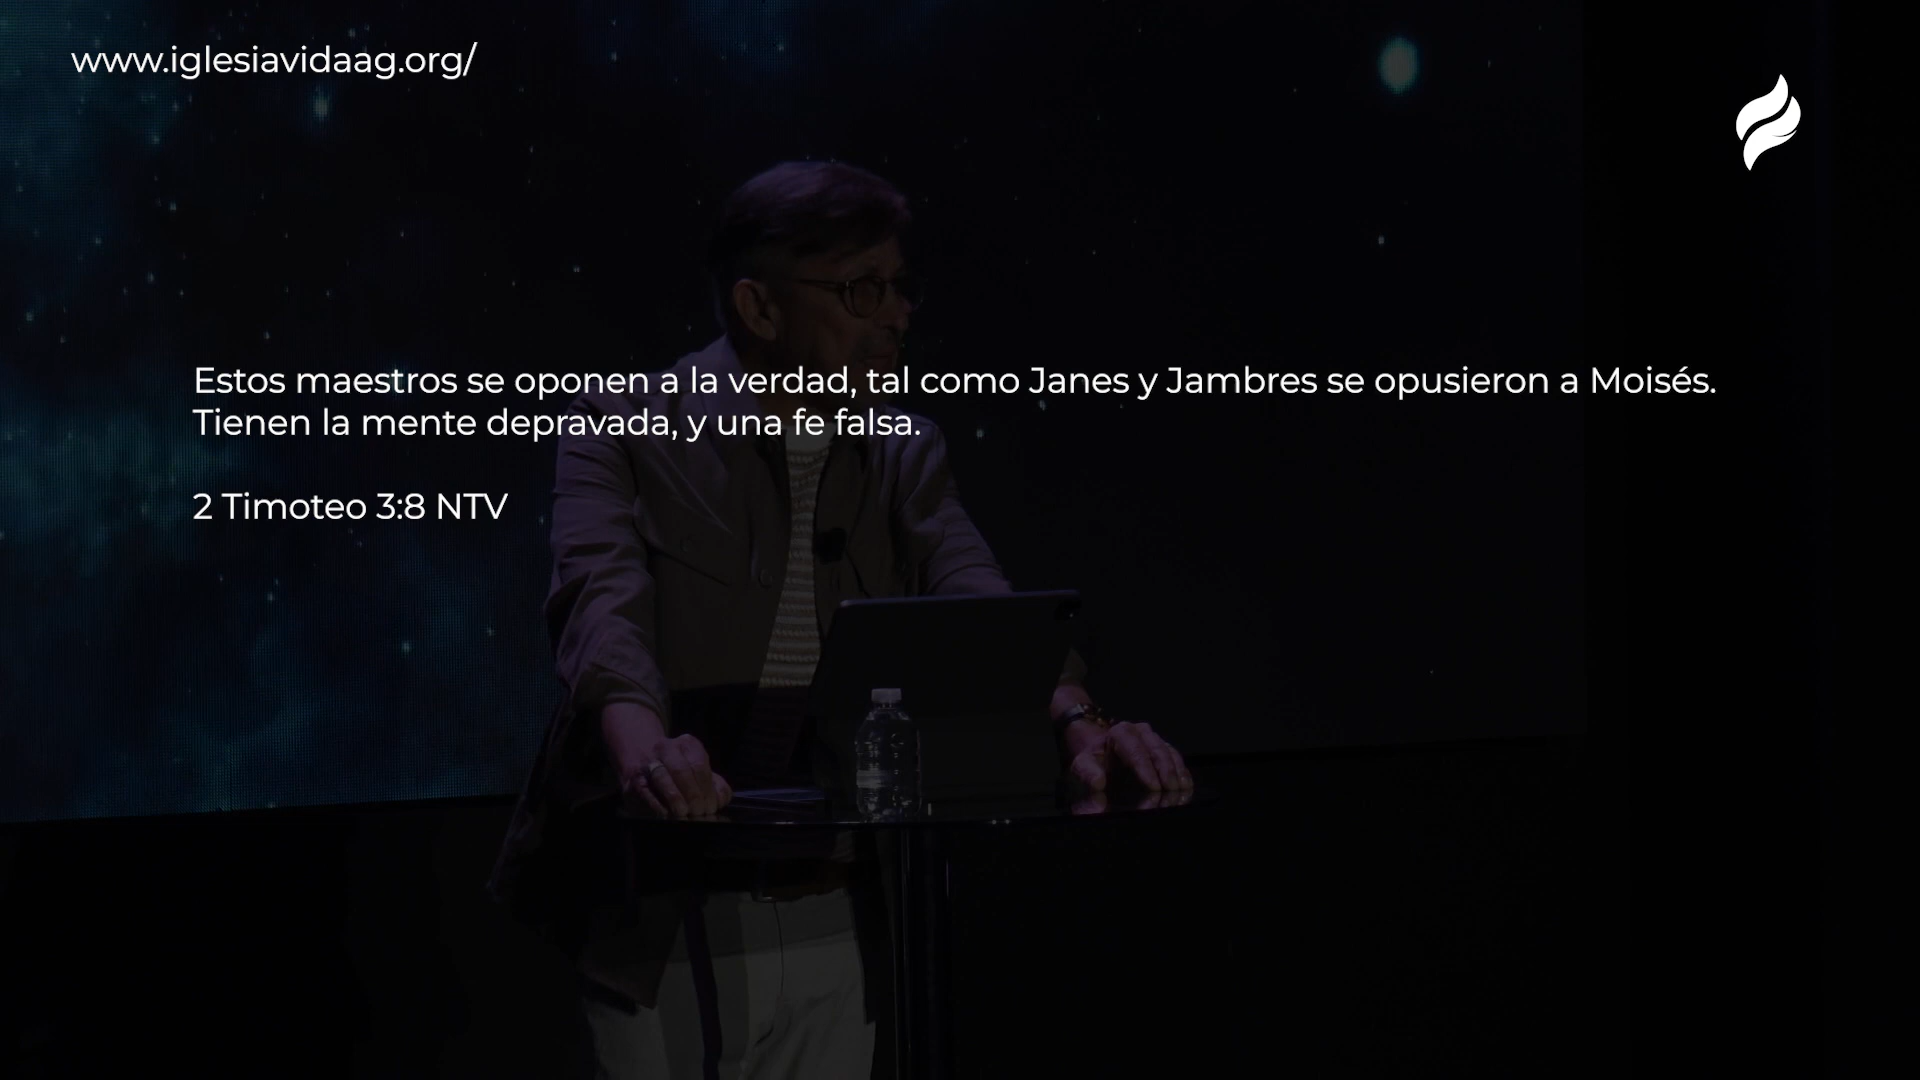 www.iglesiavidaag.org/
Estos maestros se oponen a la verdad, tal como Janes y Jambres se opusieron a Moisés.
Tienen la mente depravada, y una fe falsa.
2 Timoteo 3:8 NTV